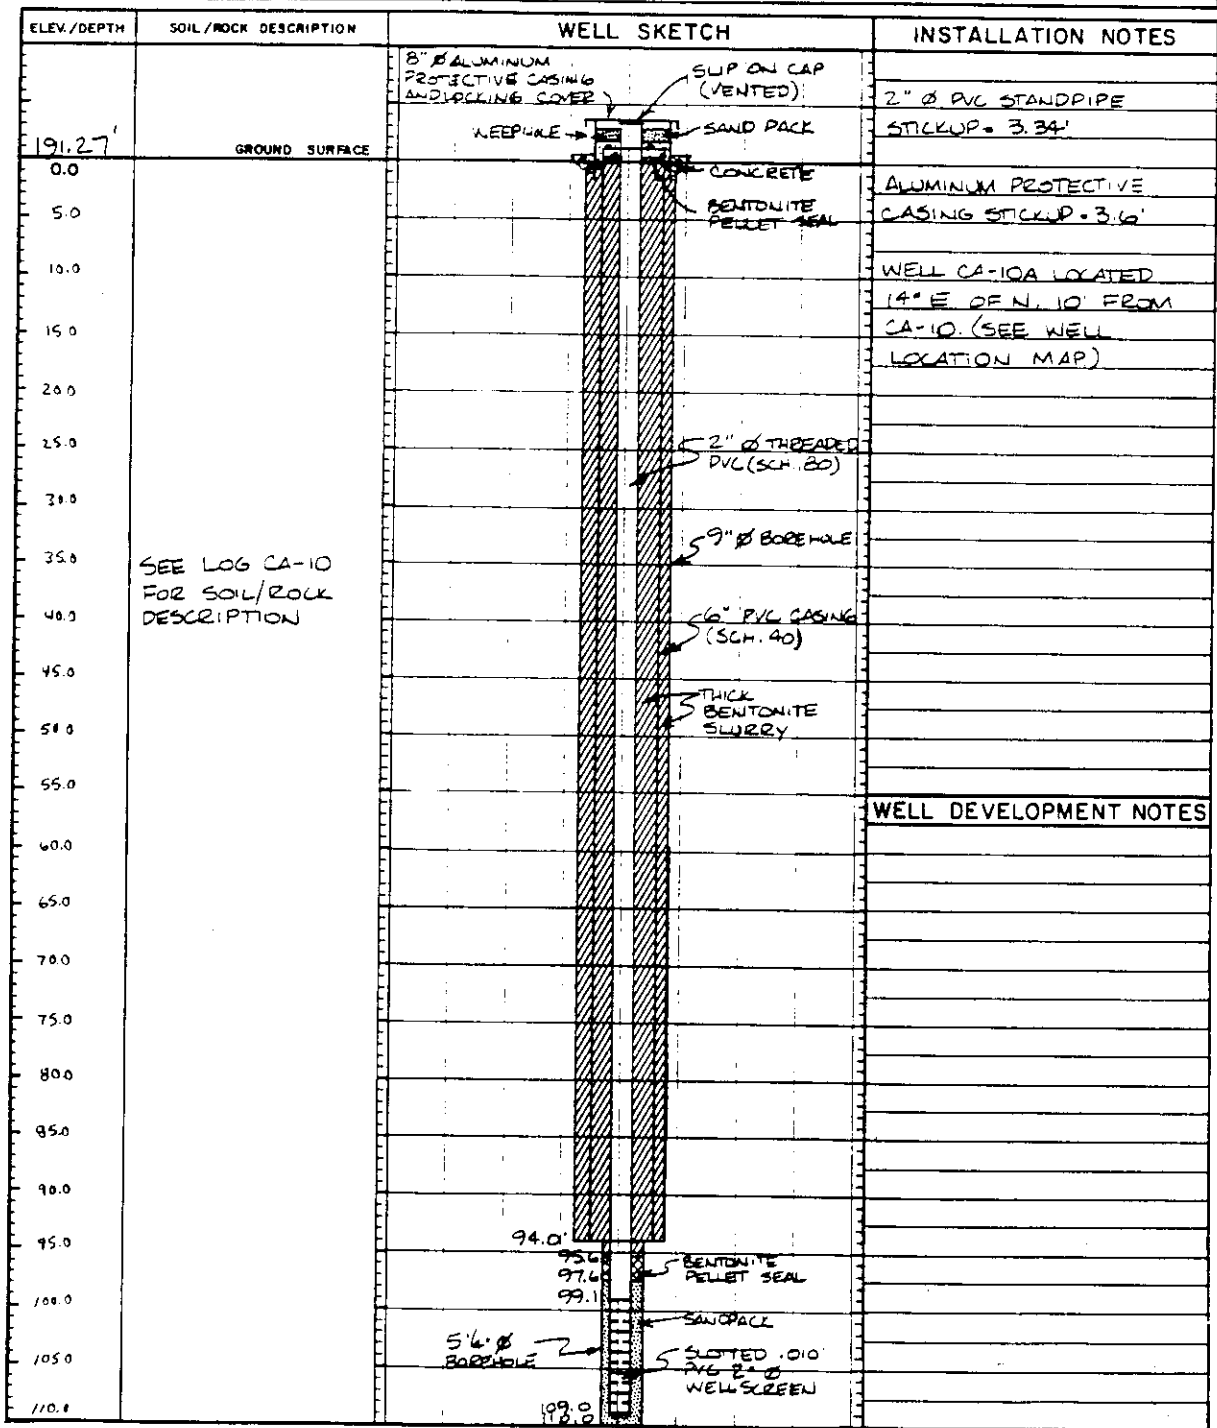 ELEV./DEPTH
SOIL/ROCK DESCRIPTION
WELL SKETCH
INSTALLATION NOTES
8" Ø ALUMINUM
PROTECTIVE CASING
AND LOCKING COVER
SLIP ON CAP
(VENTED)
WEEPHOLE
SAND PACK
2" Ø PVC STANDPIPE
STICKUP = 3.34'
191.27'
GROUND SURFACE
0.0
CONCRETE
BENTONITE
PELLET SEAL
ALUMINUM PROTECTIVE
CASING STICKUP = 3.6'
5.0
10.0
WELL CA-10A LOCATED
14° E OF N. 10' FROM
CA-10. (SEE WELL
LOCATION MAP)
15.0
20.0
25.0
2" Ø THREADED
PVC (SCH. 80)
30.0
35.0
9" Ø BOREHOLE
SEE LOG CA-10
FOR SOIL/ROCK
DESCRIPTION
40.0
6" PVC CASING
(SCH. 40)
45.0
THICK
BENTONITE
SLURRY
50.0
55.0
WELL DEVELOPMENT NOTES
60.0
65.0
70.0
75.0
80.0
85.0
90.0
95.0
94.0'
95.6
97.6
99.1
BENTONITE
PELLET SEAL
100.0
SANDPACK
BOREHOLE
105.0
SLOTTED .010
PVC 2" Ø
WELL SCREEN
109.0
110.0
110.0